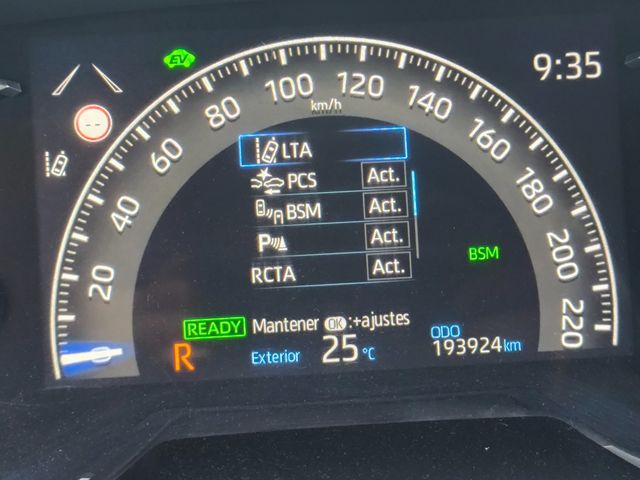 EV
9:35
0
20
40
60
80
100
120
140
160
180
200
220
km/h
--
LTA
PCS Act.
BSM Act.
P Act.
RCTA Act.
BSM
READY Mantener OK :+ajustes
R
Exterior 25 °C
ODO
193924 km